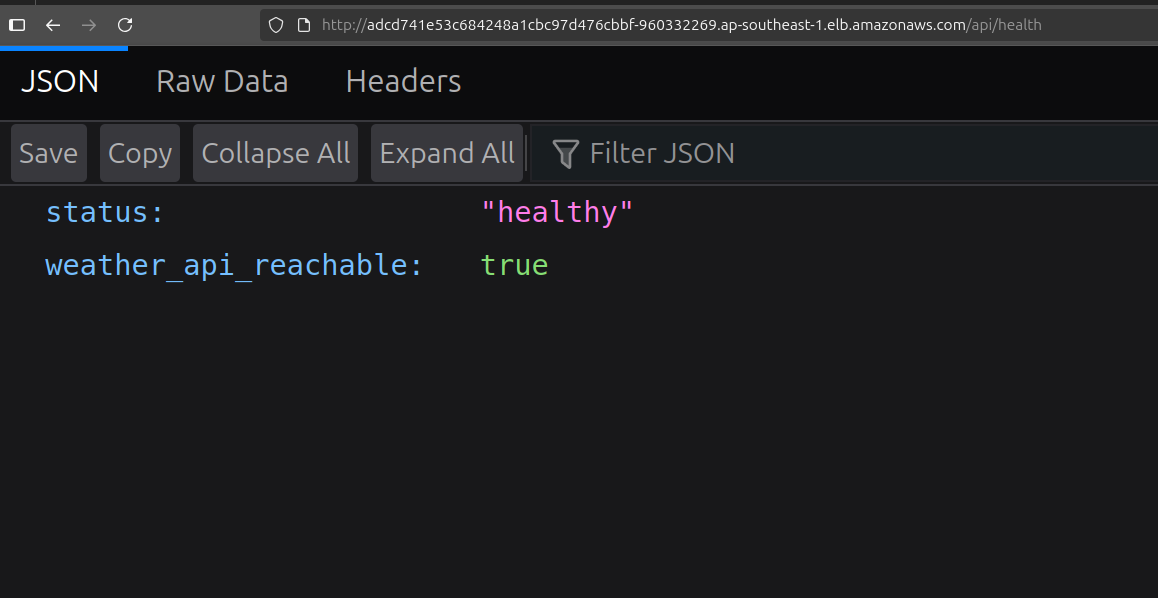 http://adcd741e53c684248a1cbc97d476cbbf-960332269.ap-southeast-1.elb.amazonaws.com/api/health
JSON Raw Data Headers
Save Copy Collapse All Expand All Filter JSON
status: "healthy"
weather_api_reachable: true